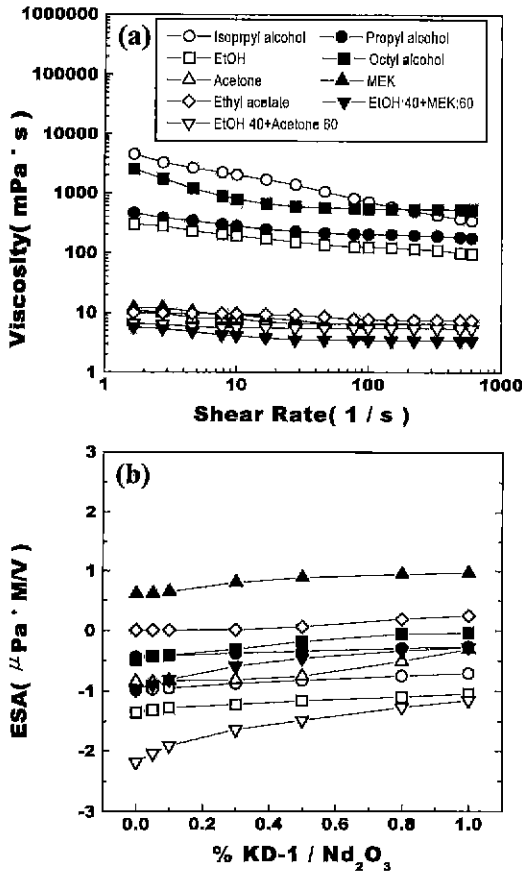 (a)
Isoprpyl alcohol
Propyl alcohol
EtOH
Octyl alcohol
Acetone
MEK
Ethyl acetate
EtOH:40+MEK:60
EtOH 40+Acetone 60
1000000
100000
10000
1000
100
10
1
Viscosity( mPa · s )
1
10
100
1000
Shear Rate( 1 / s )
(b)
3
2
1
0
-1
-2
-3
ESA( μPa · M/V )
0.0
0.2
0.4
0.6
0.8
1.0
% KD-1 / Nd₂O₃